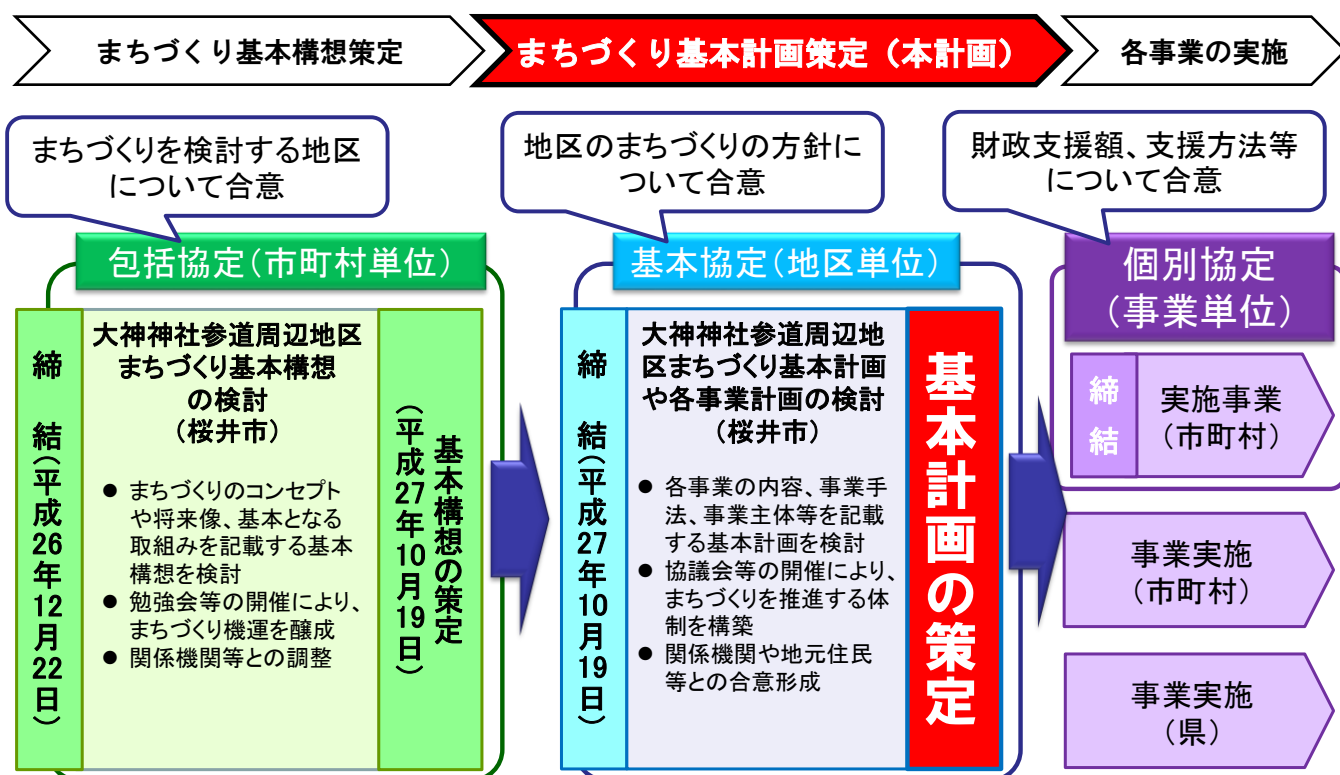 まちづくり基本構想策定
まちづくり基本計画策定（本計画）
各事業の実施
まちづくりを検討する地区
について合意
地区のまちづくりの方針に
ついて合意
財政支援額、支援方法等
について合意
包括協定（市町村単位）
締　結（平成26年12月22日）
大神神社参道周辺地区
まちづくり基本構想
の検討
（桜井市）
● まちづくりのコンセプト
や将来像、基本となる
取組みを記載する基本
構想を検討
● 勉強会等の開催により、
まちづくり機運を醸成
● 関係機関等との調整
基本構想の策定
（平成27年10月19日）
基本協定（地区単位）
締　結（平成27年10月19日）
大神神社参道周辺地
区まちづくり基本計画
や各事業計画の検討
（桜井市）
● 各事業の内容、事業手
法、事業主体等を記載
する基本計画を検討
● 協議会等の開催により、
まちづくりを推進する体
制を構築
● 関係機関や地元住民
等との合意形成
基本計画の策定
個別協定
（事業単位）
締結
実施事業
（市町村）
事業実施
（市町村）
事業実施
（県）